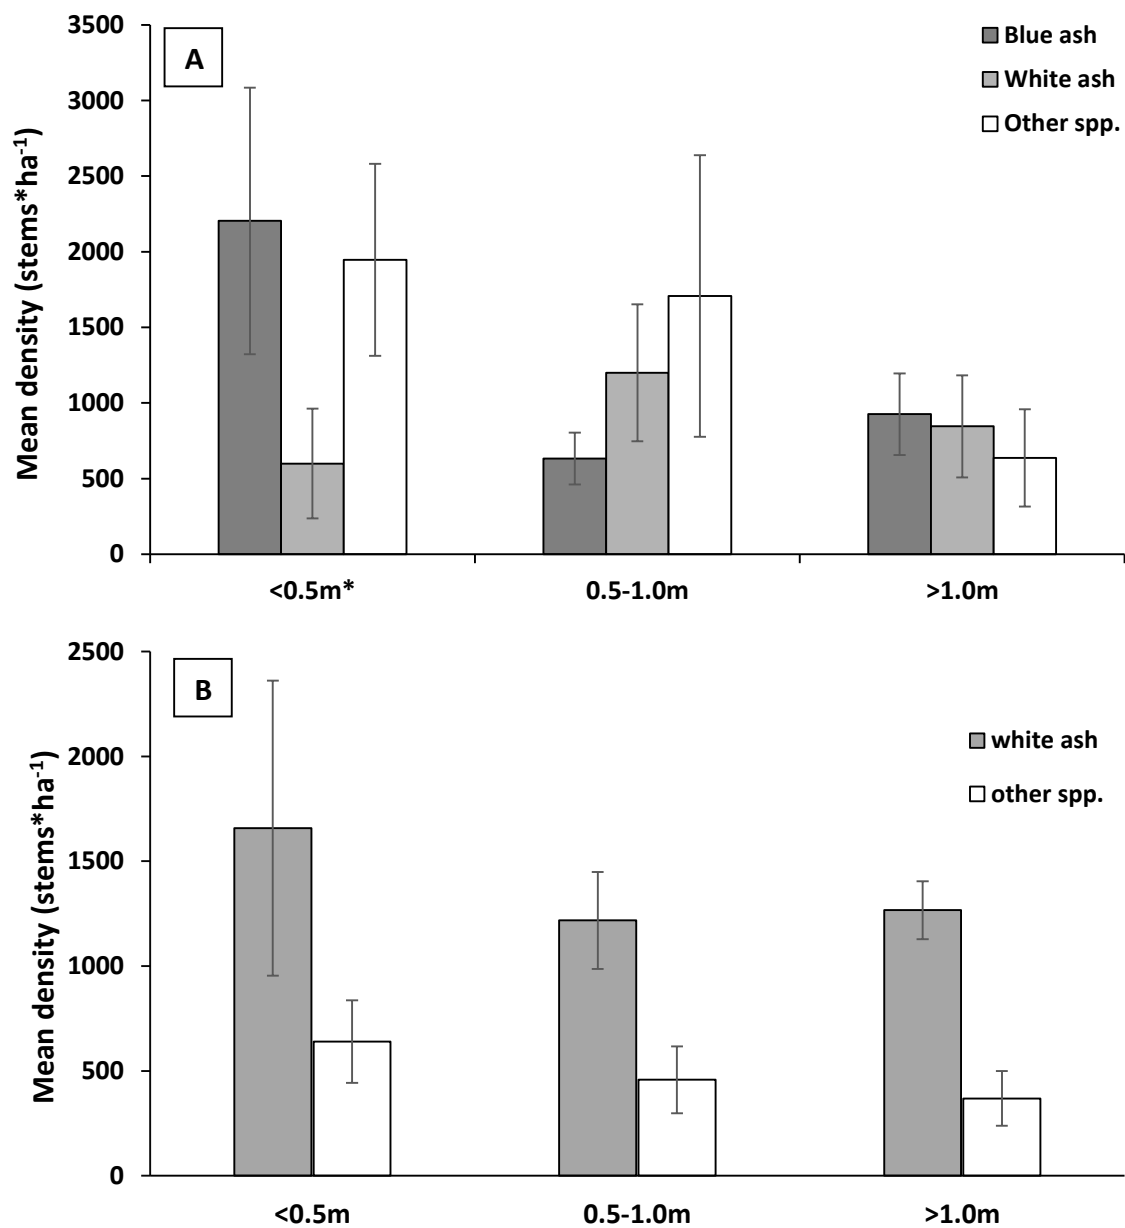 3500
3000
2500
2000
1500
1000
500
0
Mean density (stems*ha-1)
A
Blue ash
White ash
Other spp.
<0.5m* 0.5-1.0m >1.0m
2500
2000
1500
1000
500
0
Mean density (stems*ha-1)
B
white ash
other spp.
<0.5m 0.5-1.0m >1.0m